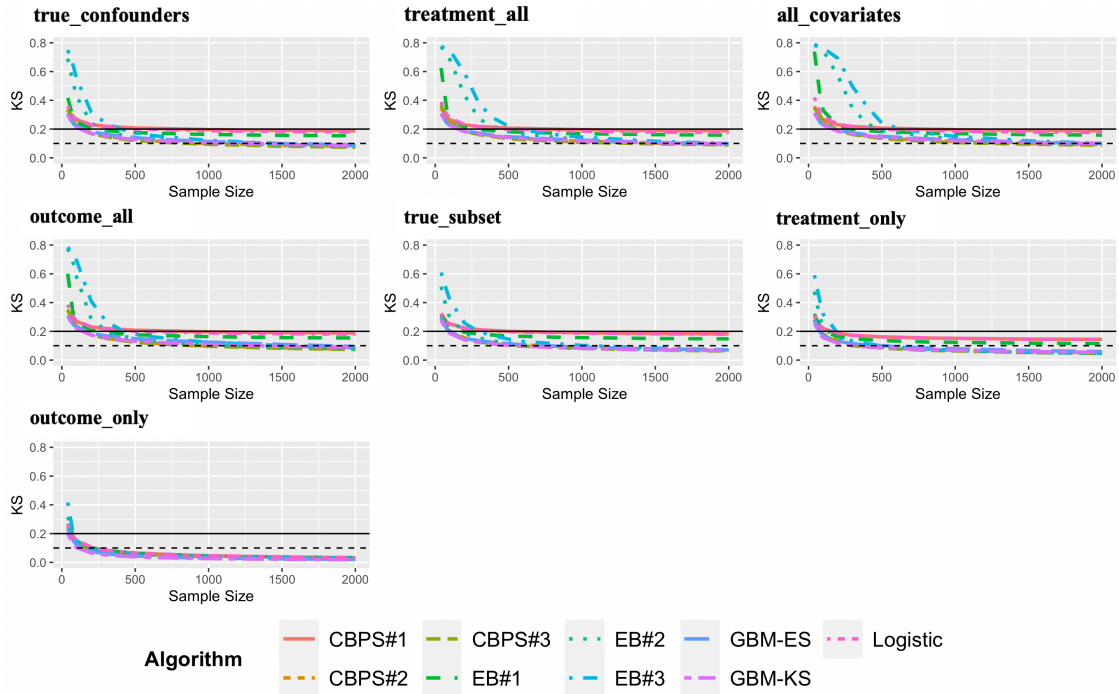 true_confounders
treatment_all
all_covariates
0.8
0.6
0.4
0.2
0.0
KS
0
500
1000
1500
2000
Sample Size
0.8
0.6
0.4
0.2
0.0
KS
0
500
1000
1500
2000
Sample Size
0.8
0.6
0.4
0.2
0.0
KS
0
500
1000
1500
2000
Sample Size
outcome_all
true_subset
treatment_only
0.8
0.6
0.4
0.2
0.0
KS
0
500
1000
1500
2000
Sample Size
0.8
0.6
0.4
0.2
0.0
KS
0
500
1000
1500
2000
Sample Size
0.8
0.6
0.4
0.2
0.0
KS
0
500
1000
1500
2000
Sample Size
outcome_only
0.8
0.6
0.4
0.2
0.0
KS
0
500
1000
1500
2000
Sample Size
Algorithm
CBPS#1
CBPS#3
EB#2
GBM-ES
Logistic
CBPS#2
EB#1
EB#3
GBM-KS